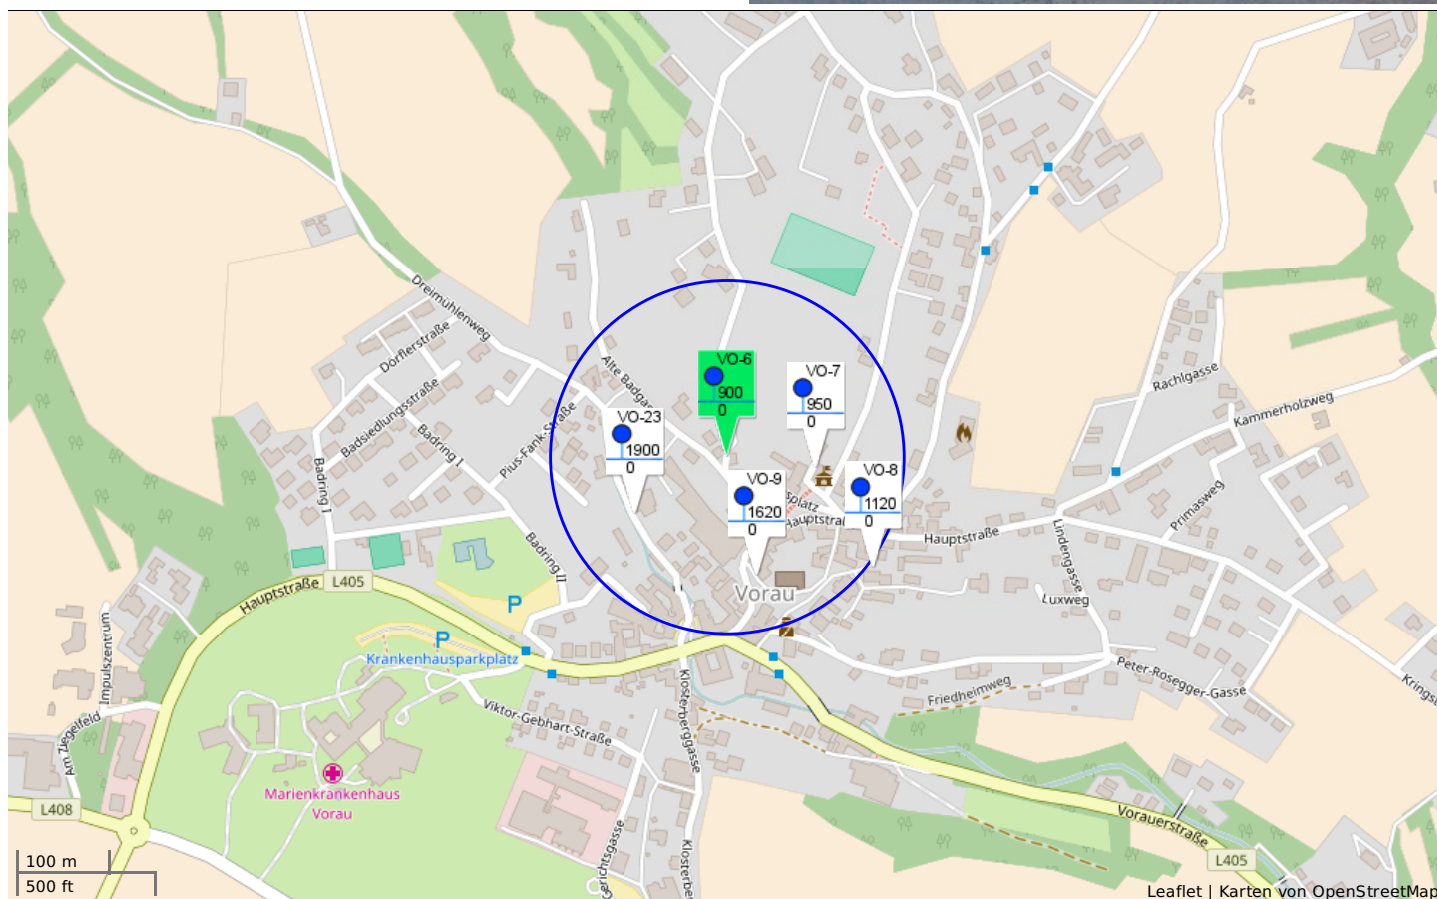 Dreimühlenweg
Dörflerstraße
Alte Badgas
VO-6
900
0
VO-7
950
0
Rachlgasse
Kammerholzweg
Badsiedlungsstraße
Pius-Fank-Straße
VO-23
1900
0
Badring I
Badring I
VO-9
1620
0
VO-8
1120
0
splatz
Hauptstraß
Hauptstraße
Primasweg
Lindengasse
Badring II
L405
Hauptstraße
Vorau
Luxweg
P
P
Krankenhausparkplatz
Impulszentrum
Am Ziegelfeld
Klosterberggasse
Peter-Rosegger-Gasse
Friedheimweg
Viktor-Gebhart-Straße
Marienkrankenhaus
Vorau
L408
Vorauerstraße
L405
Gerichtsgasse
100 m
500 ft
Leaflet | Karten von OpenStreetMap